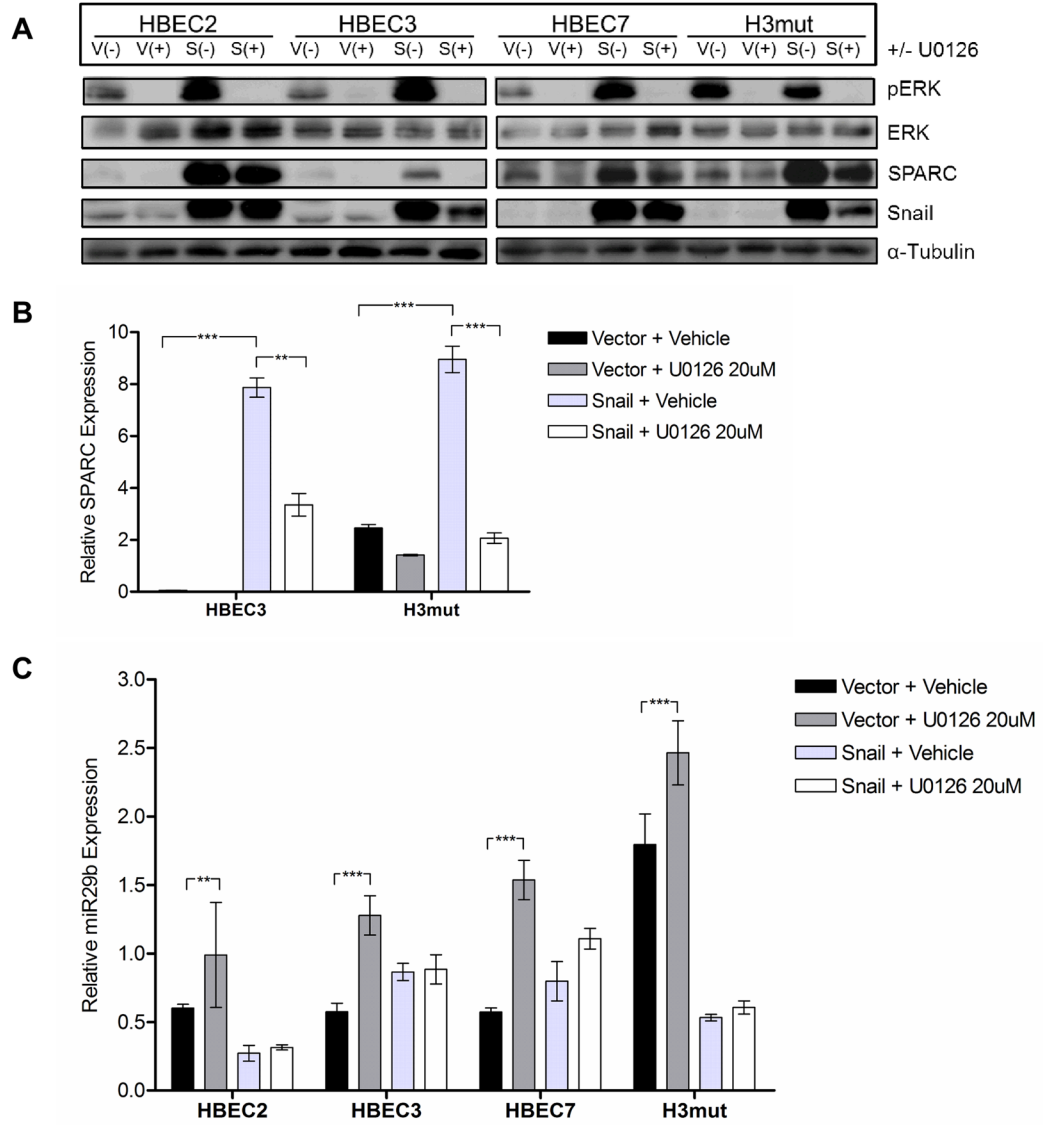 A
HBEC2 HBEC3 HBEC7 H3mut
V(-) V(+) S(-) S(+) V(-) V(+) S(-) S(+) V(-) V(+) S(-) S(+) V(-) V(+) S(-) S(+) +/- U0126
pERK
ERK
SPARC
Snail
α-Tubulin
B
Relative SPARC Expression
10
8
6
4
2
0
*** ** *** ***
HBEC3 H3mut
Vector + Vehicle
Vector + U0126 20uM
Snail + Vehicle
Snail + U0126 20uM
C
Relative miR29b Expression
3.0
2.5
2.0
1.5
1.0
0.5
0.0
** *** *** ***
HBEC2 HBEC3 HBEC7 H3mut
Vector + Vehicle
Vector + U0126 20uM
Snail + Vehicle
Snail + U0126 20uM